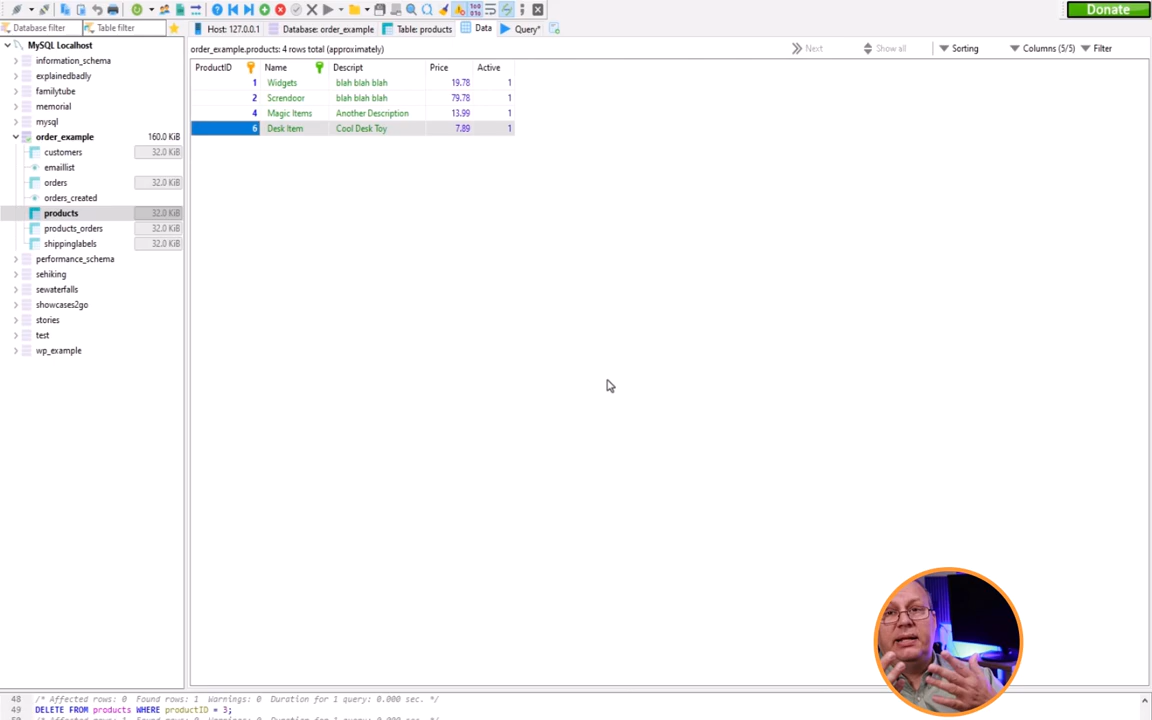 Donate
Database filter Table filter Host: 127.0.0.1 Database: order_example Table: products Data Query*
MySQL Localhost
information_schema
explainedbadly
familytube
memorial
mysql
order_example 160.0 KiB
customers 32.0 KiB
emaillist
orders 32.0 KiB
orders_created
products 32.0 KiB
products_orders 32.0 KiB
shippinglabels 32.0 KiB
performance_schema
sehiking
sewaterfalls
showcases2go
stories
test
wp_example
order_example.products: 4 rows total (approximately) Next Show all Sorting Columns (5/5) Filter
ProductID Name Descript Price Active
1 Widgets blah blah blah 19.78 1
2 Screndoor blah blah blah 79.78 1
4 Magic Items Another Description 13.99 1
6 Desk Item Cool Desk Toy 7.89 1
48 /* Affected rows: 0 Found rows: 1 Warnings: 0 Duration for 1 query: 0.000 sec. */
49 DELETE FROM products WHERE productID = 3;